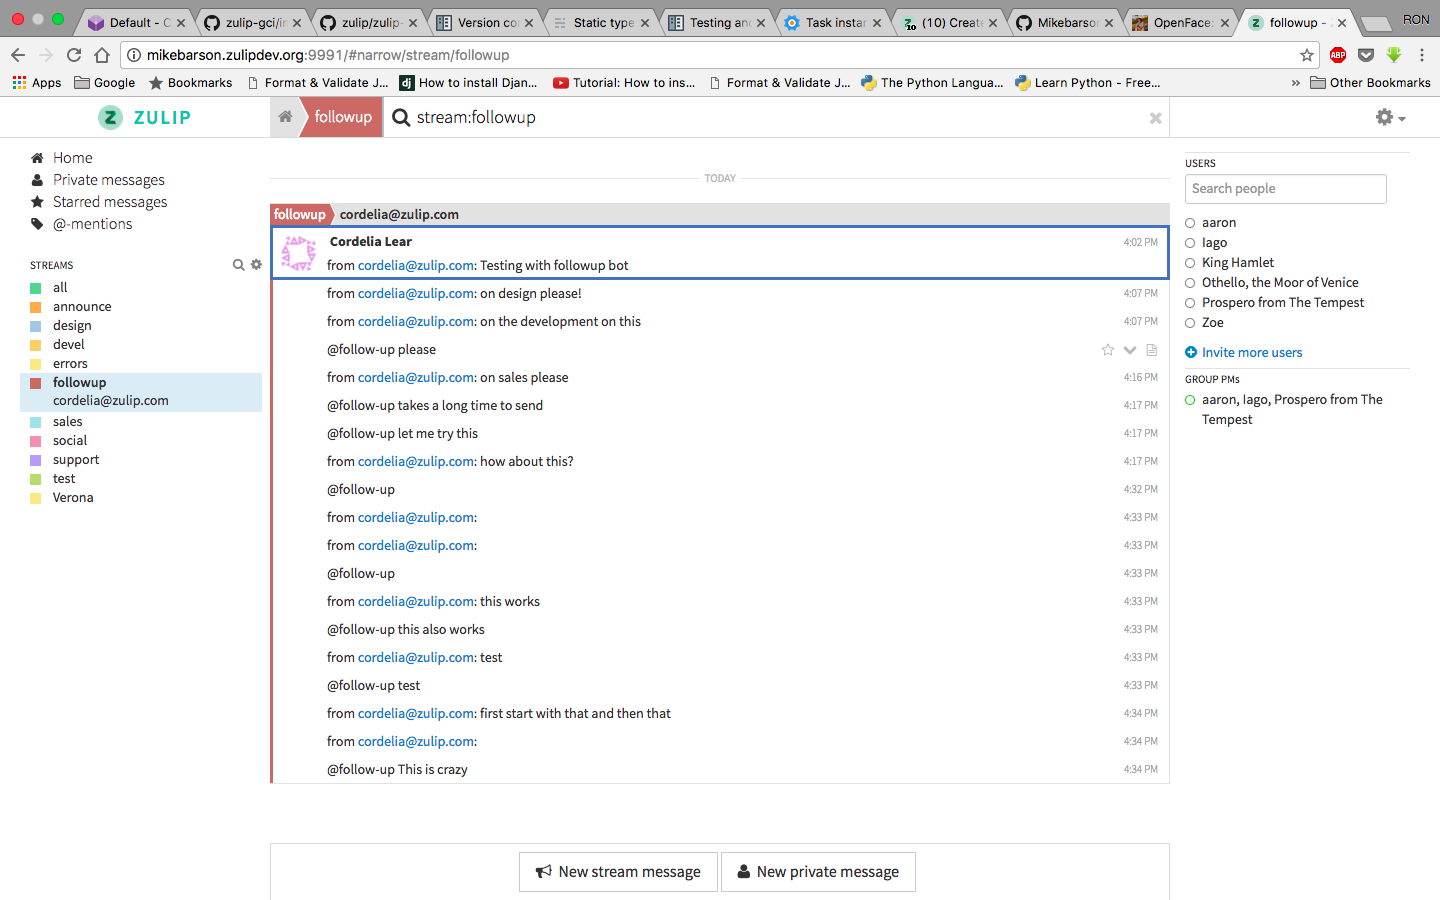 Default - C
zulip-gci/in
zulip/zulip-
Version con
Static type
Testing and
Task instan
(10) Create
Mikebarson
OpenFace:
followup -
RON
mikebarson.zulipdev.org:9991/#narrow/stream/followup
ABP
Apps
Google
Bookmarks
Format & Validate J...
dj
How to install Djan...
Tutorial: How to ins...
Format & Validate J...
The Python Langua...
Learn Python - Free...
»
Other Bookmarks
ZULIP
followup
stream:followup
Home
Private messages
Starred messages
@-mentions
STREAMS
all
announce
design
devel
errors
followup
cordelia@zulip.com
sales
social
support
test
Verona
TODAY
followup cordelia@zulip.com
Cordelia Lear 4:02 PM
from cordelia@zulip.com: Testing with followup bot
from cordelia@zulip.com: on design please! 4:07 PM
from cordelia@zulip.com: on the development on this 4:07 PM
@follow-up please
from cordelia@zulip.com: on sales please 4:16 PM
@follow-up takes a long time to send 4:17 PM
@follow-up let me try this 4:17 PM
from cordelia@zulip.com: how about this? 4:17 PM
@follow-up 4:32 PM
from cordelia@zulip.com: 4:33 PM
from cordelia@zulip.com: 4:33 PM
@follow-up 4:33 PM
from cordelia@zulip.com: this works 4:33 PM
@follow-up this also works 4:33 PM
from cordelia@zulip.com: test 4:33 PM
@follow-up test 4:33 PM
from cordelia@zulip.com: first start with that and then that 4:34 PM
from cordelia@zulip.com: 4:34 PM
@follow-up This is crazy 4:34 PM
New stream message
New private message
USERS
Search people
aaron
Iago
King Hamlet
Othello, the Moor of Venice
Prospero from The Tempest
Zoe
Invite more users
GROUP PMs
aaron, Iago, Prospero from The
Tempest